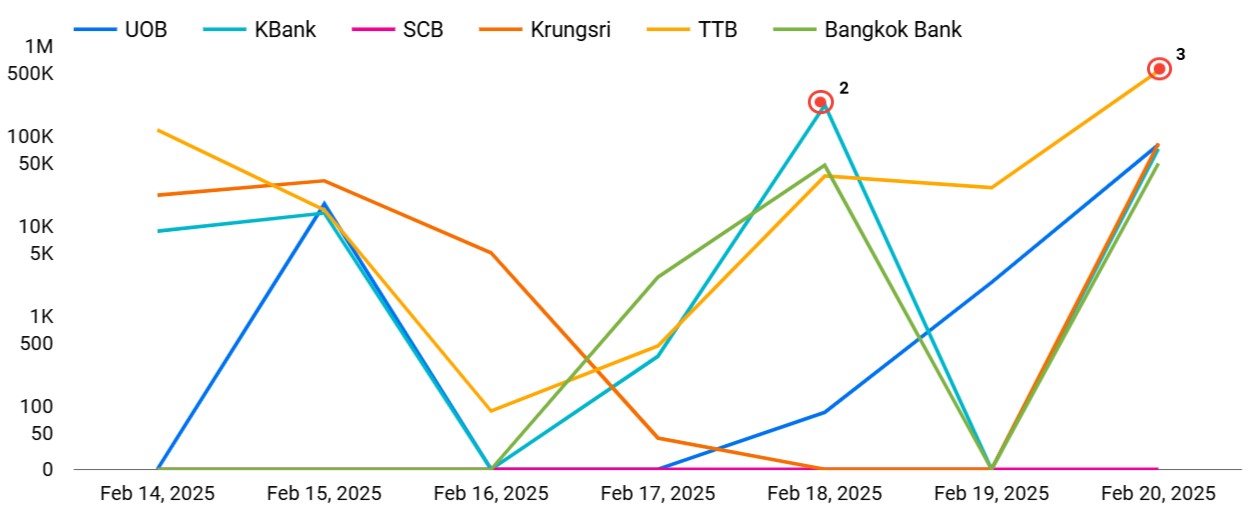 UOB KBank SCB Krungsri TTB Bangkok Bank
1M
500K
100K
50K
10K
5K
1K
500
100
50
0
2
3
Feb 14, 2025 Feb 15, 2025 Feb 16, 2025 Feb 17, 2025 Feb 18, 2025 Feb 19, 2025 Feb 20, 2025